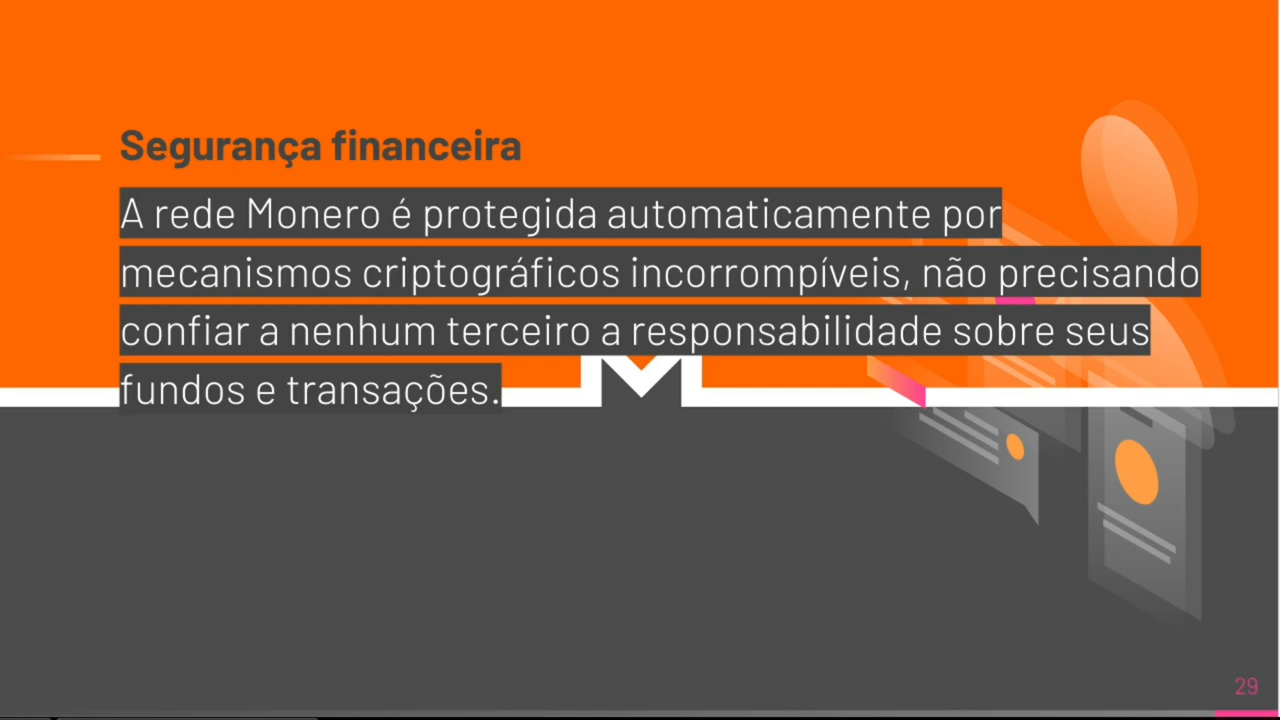 Segurança financeira
A rede Monero é protegida automaticamente por
mecanismos criptográficos incorrompíveis, não precisando
confiar a nenhum terceiro a responsabilidade sobre seus
fundos e transações.
29